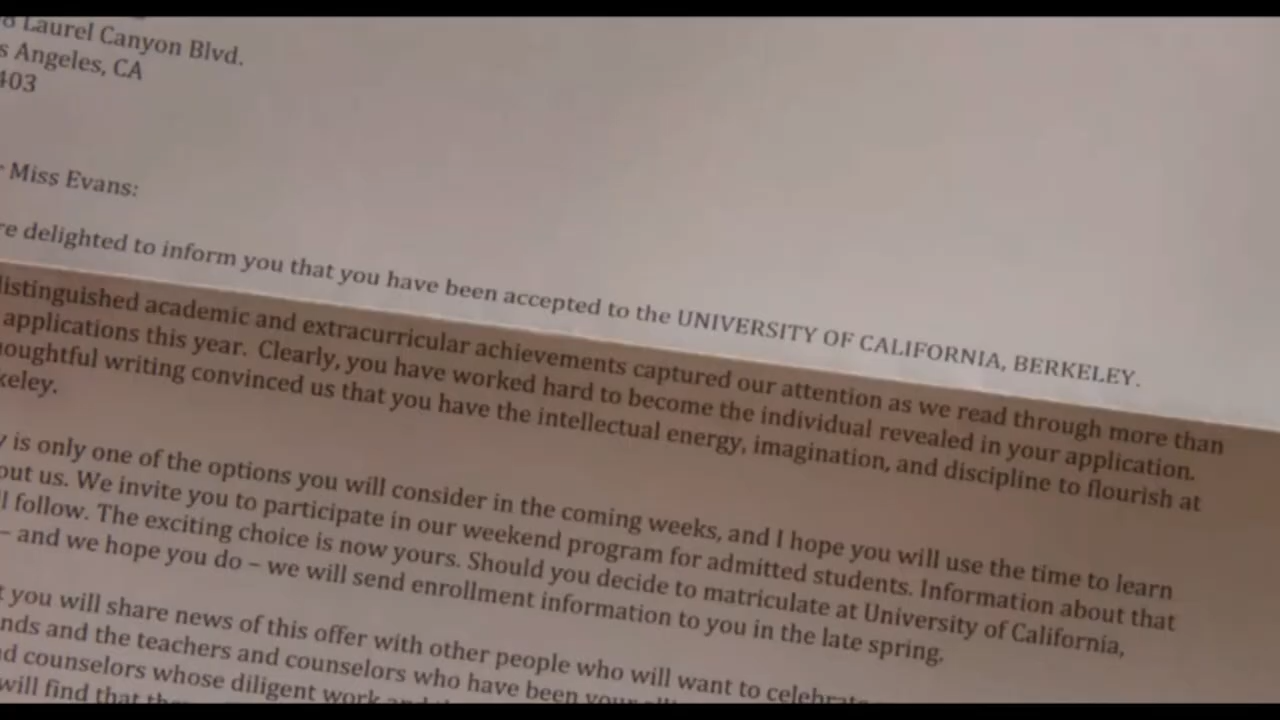 Laurel Canyon Blvd.
s Angeles, CA
403
Miss Evans:
re delighted to inform you that you have been accepted to the UNIVERSITY OF CALIFORNIA, BERKELEY.
distinguished academic and extracurricular achievements captured our attention as we read through more than
applications this year. Clearly, you have worked hard to become the individual revealed in your application.
houghtful writing convinced us that you have the intellectual energy, imagination, and discipline to flourish at
keley.
y is only one of the options you will consider in the coming weeks, and I hope you will use the time to learn
out us. We invite you to participate in our weekend program for admitted students. Information about that
l follow. The exciting choice is now yours. Should you decide to matriculate at University of California,
– and we hope you do – we will send enrollment information to you in the late spring.
t you will share news of this offer with other people who will want to celebrate
nds and the teachers and counselors who have been your
d counselors whose diligent work and
will find that